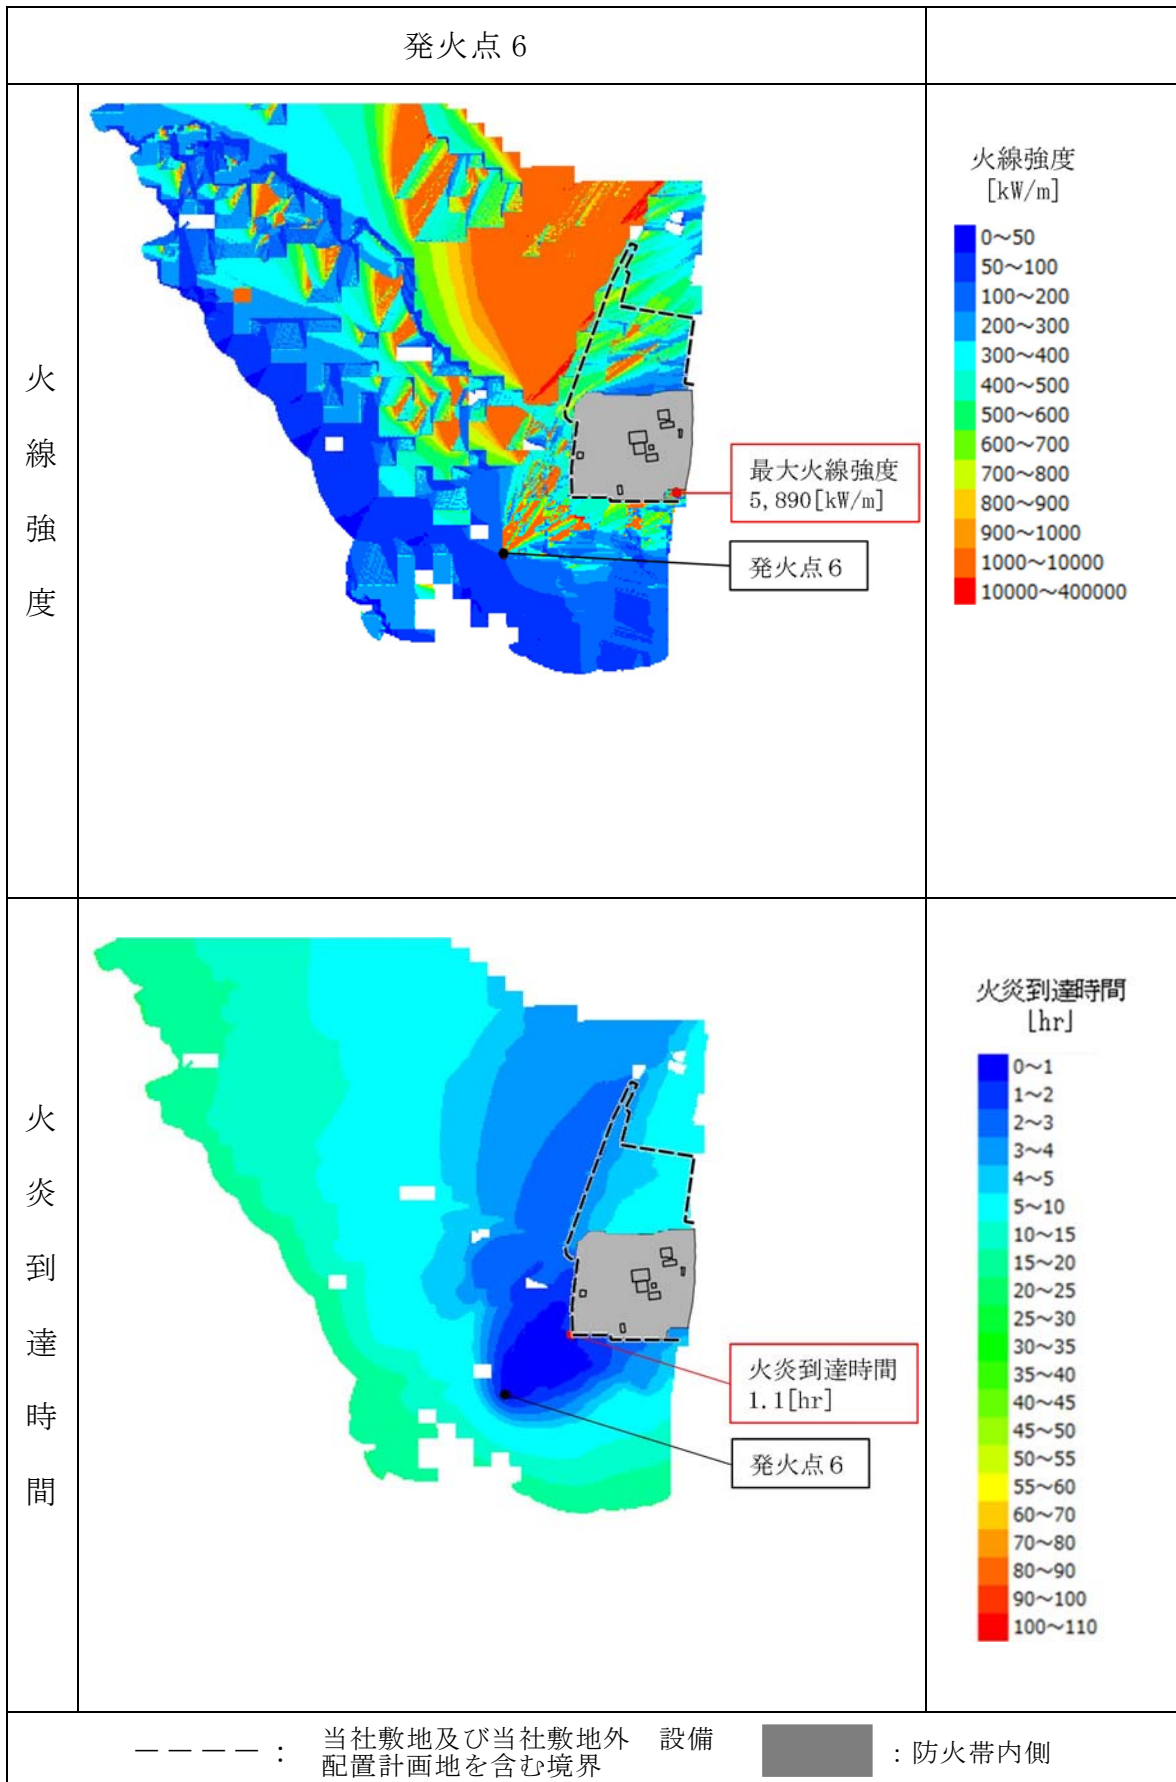 発火点6
火線強度
火線強度
[kW/m]
0～50
50～100
100～200
200～300
300～400
400～500
500～600
600～700
700～800
800～900
900～1000
1000～10000
10000～400000
最大火線強度
5,890[kW/m]
発火点6
火炎到達時間
火炎到達時間
[hr]
0～1
1～2
2～3
3～4
4～5
5～10
10～15
15～20
20～25
25～30
30～35
35～40
40～45
45～50
50～55
55～60
60～70
70～80
80～90
90～100
100～110
火炎到達時間
1.1[hr]
発火点6
－－－－： 当社敷地及び当社敷地外 設備
配置計画地を含む境界
：防火帯内側